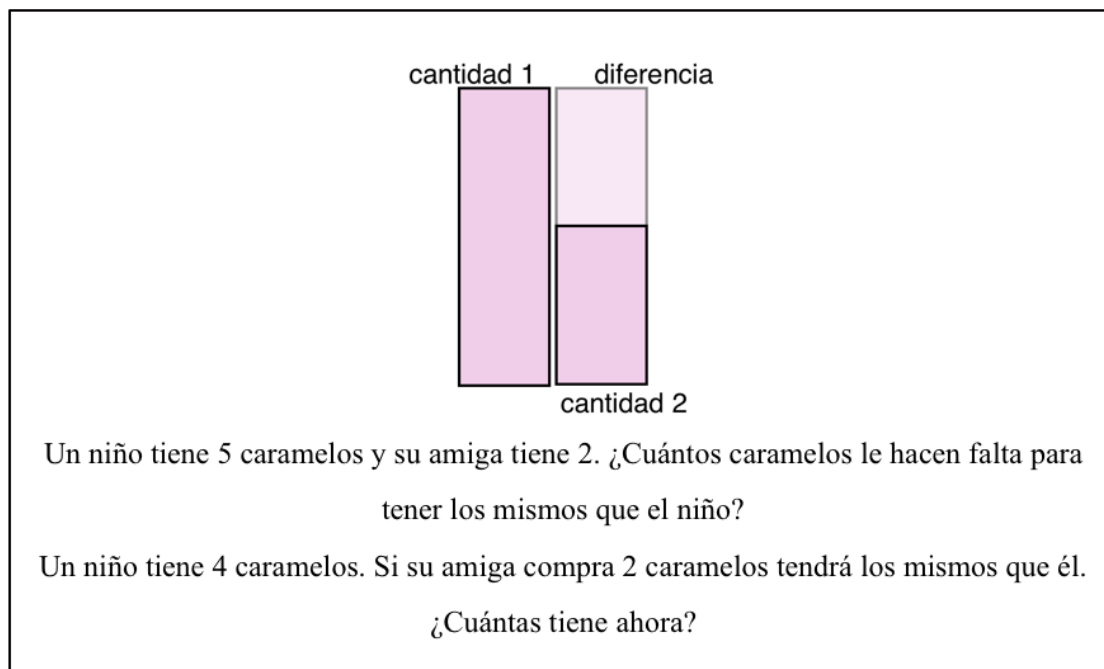 cantidad 1 diferencia
cantidad 2
Un niño tiene 5 caramelos y su amiga tiene 2. ¿Cuántos caramelos le hacen falta para
tener los mismos que el niño?
Un niño tiene 4 caramelos. Si su amiga compra 2 caramelos tendrá los mismos que él.
¿Cuántas tiene ahora?